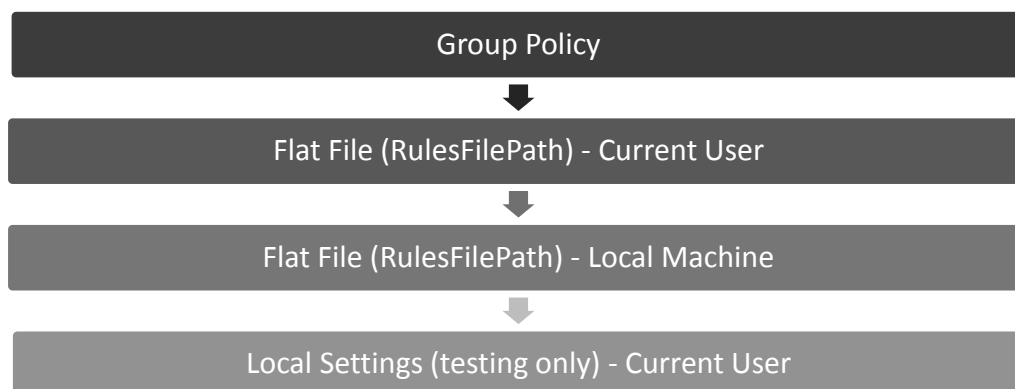 Group Policy
Flat File (RulesFilePath) - Current User
Flat File (RulesFilePath) - Local Machine
Local Settings (testing only) - Current User